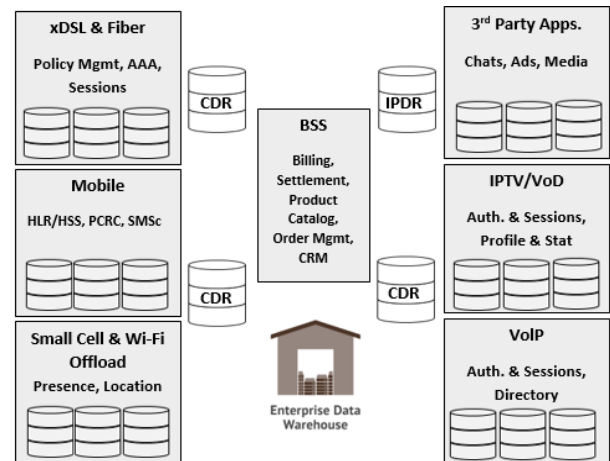 xDSL & Fiber
Policy Mgmt, AAA,
Sessions
CDR
Mobile
HLR/HSS, PCRC, SMSc
CDR
Small Cell & Wi-Fi
Offload
Presence, Location
BSS
Billing,
Settlement,
Product
Catalog,
Order Mgmt,
CRM
Enterprise Data
Warehouse
IPDR
3rd Party Apps.
Chats, Ads, Media
IPTV/VoD
Auth. & Sessions,
Profile & Stat
CDR
VoIP
Auth. & Sessions,
Directory